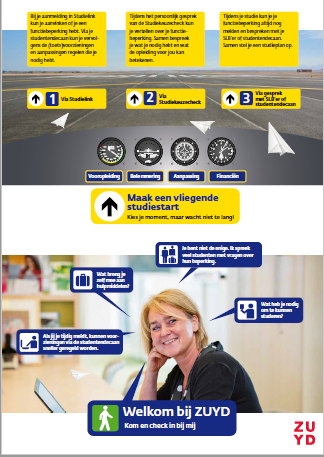 Bij je aanmelding in Studielink
kun je aanvinken of je een
functiebeperking hebt. Via je
studentendecaan kun je vervol-
gens de (toets)voorzieningen
en aanpassingen regelen die je
nodig hebt.
Tijdens het persoonlijk gesprek
van de Studiekeuzecheck kun
je vertellen over je functie-
beperking. Samen bespreek
je wat je nodig hebt en wat
de opleiding voor jou kan
betekenen.
Tijdens je studie kun je je
functiebeperking altijd nog
melden en bespreken met je
SLB'er of studentendecaan.
Samen stel je een studieplan op.
1 Via Studielink
2 Via
Studiekeuzecheck
3 Via gesprek
met SLB'er of
studentendecaan
Vooropleiding
Belemmering
Aanpassing
Financiën
Maak een vliegende
studiestart
Kies je moment, maar wacht niet te lang!
Je bent niet de enige. Ik spreek
veel studenten met vragen over
hun beperking.
Wat breng je
zelf mee aan
hulpmiddelen?
Wat heb je nodig
om te kunnen
studeren?
Als jij je tijdig meldt, kunnen voor-
zieningen via de studentendecaan
sneller geregeld worden.
Welkom bij ZUYD
Kom en check in bij mij
ZU
YD